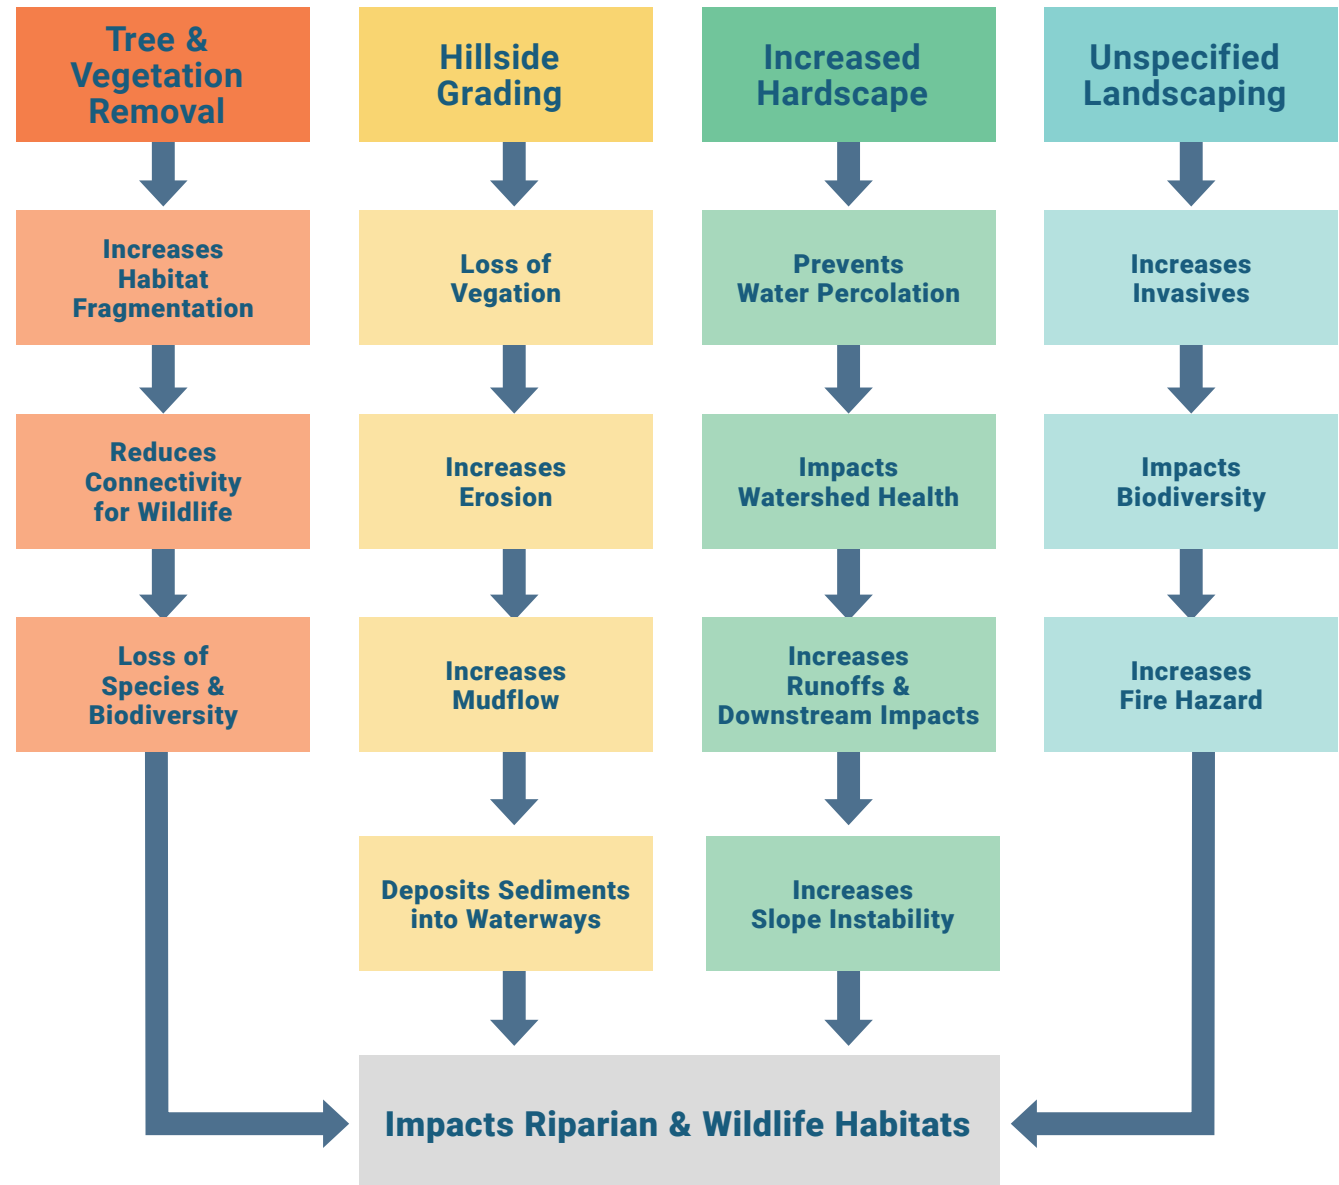 Tree &
Vegetation
Removal
Hillside
Grading
Increased
Hardscape
Unspecified
Landscaping
Increases
Habitat
Fragmentation
Loss of
Vegation
Prevents
Water Percolation
Increases
Invasives
Reduces
Connectivity
for Wildlife
Increases
Erosion
Impacts
Watershed Health
Impacts
Biodiversity
Loss of
Species &
Biodiversity
Increases
Mudflow
Increases
Runoffs &
Downstream Impacts
Increases
Fire Hazard
Deposits Sediments
into Waterways
Increases
Slope Instability
Impacts Riparian & Wildlife Habitats